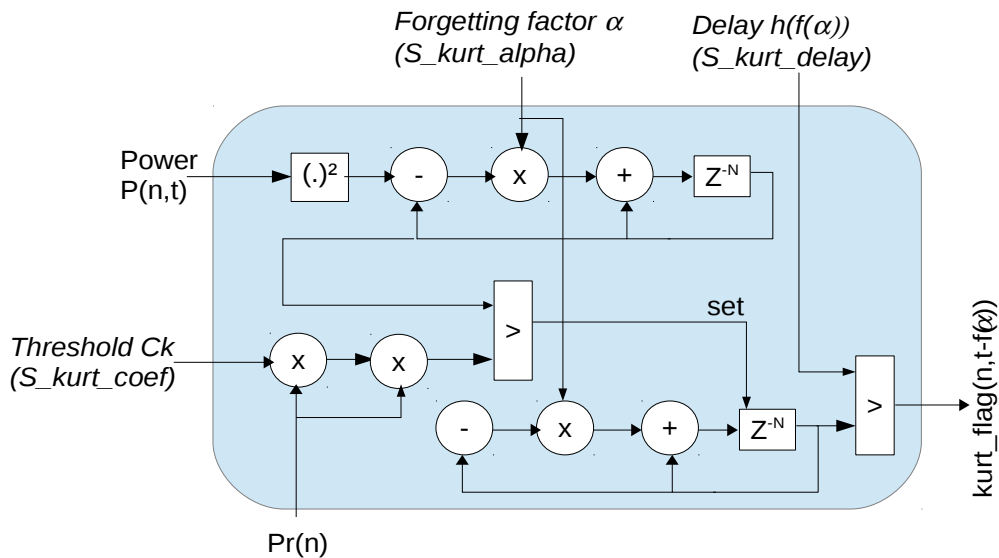 Forgetting factor α
(S_kurt_alpha)
Delay h(f(α))
(S_kurt_delay)
Power
P(n,t)
(.)²
-
x
+
Z-N
>
set
Threshold Ck
(S_kurt_coef)
x
x
-
x
+
Z-N
>
kurt_flag(n,t-f(α))
Pr(n)